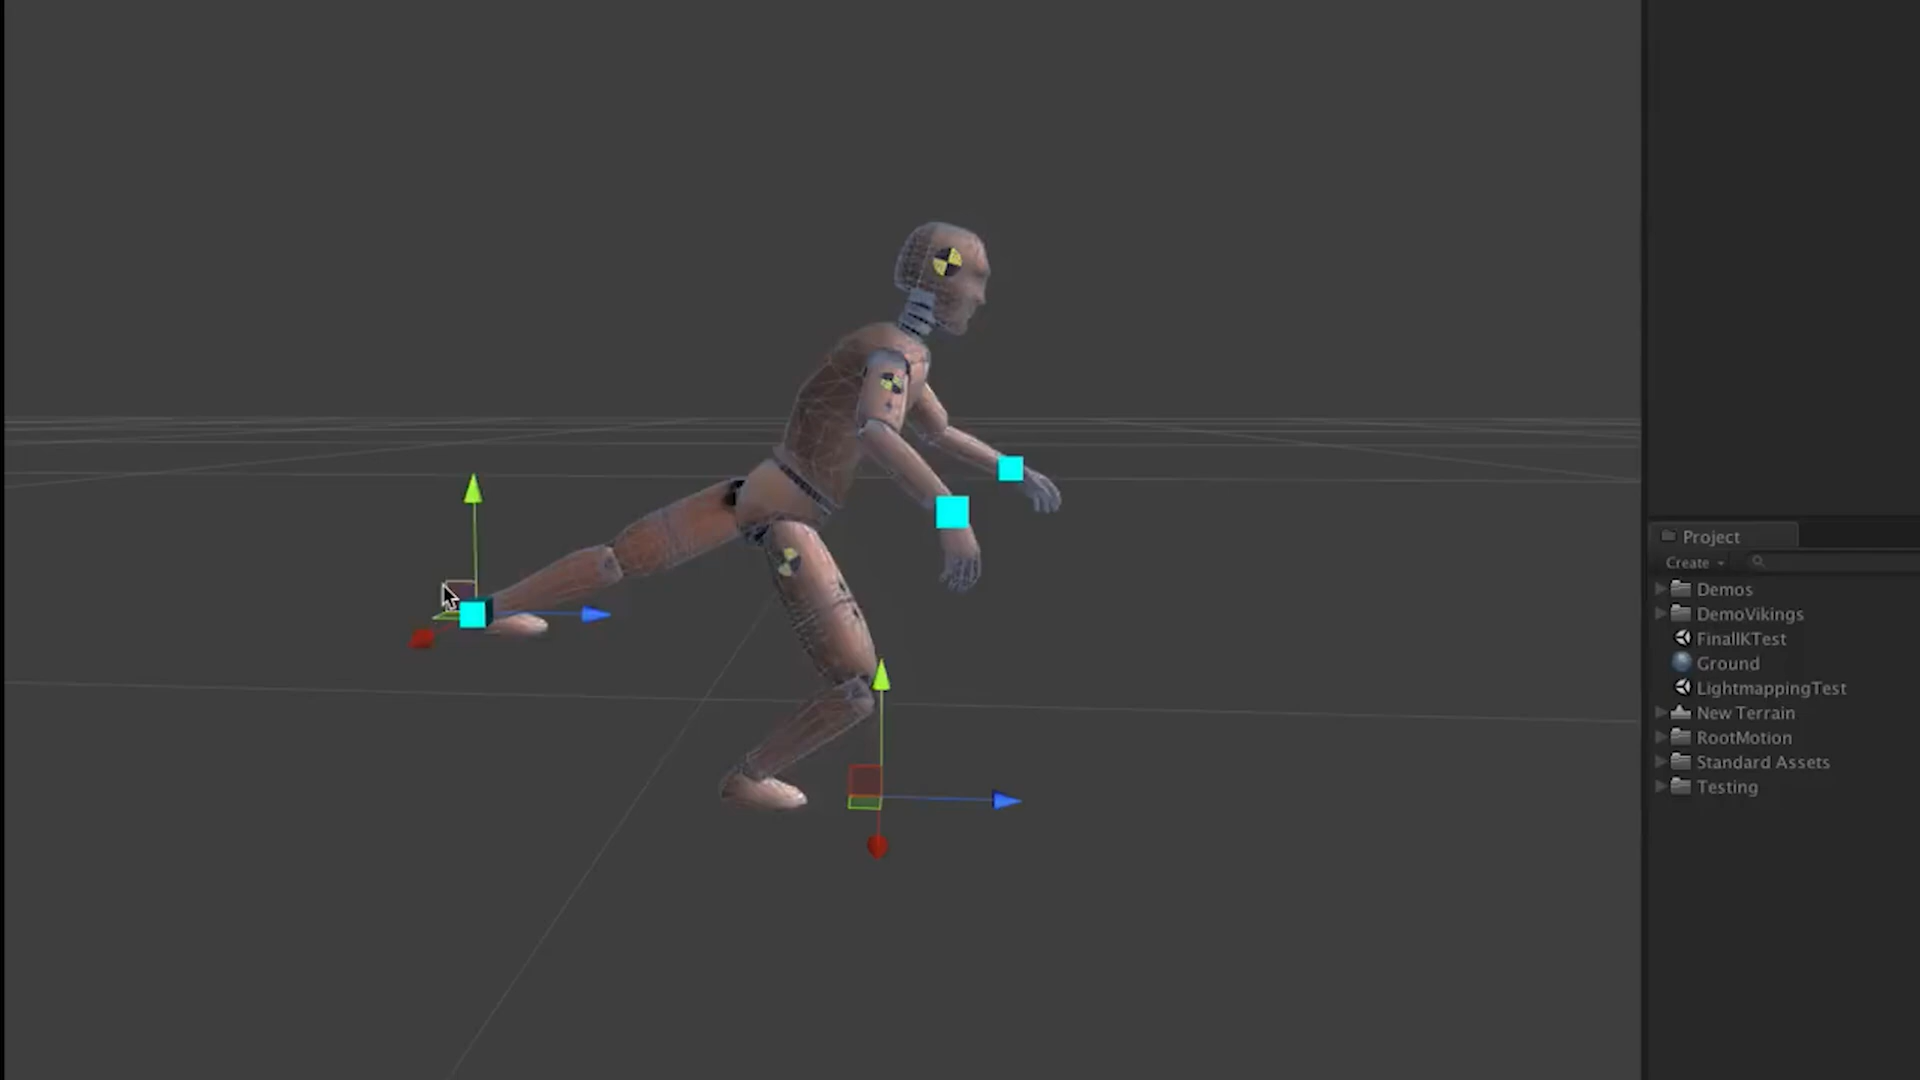 Project
Create
Demos
DemoVikings
FinalIKTest
Ground
LightmappingTest
New Terrain
RootMotion
Standard Assets
Testing